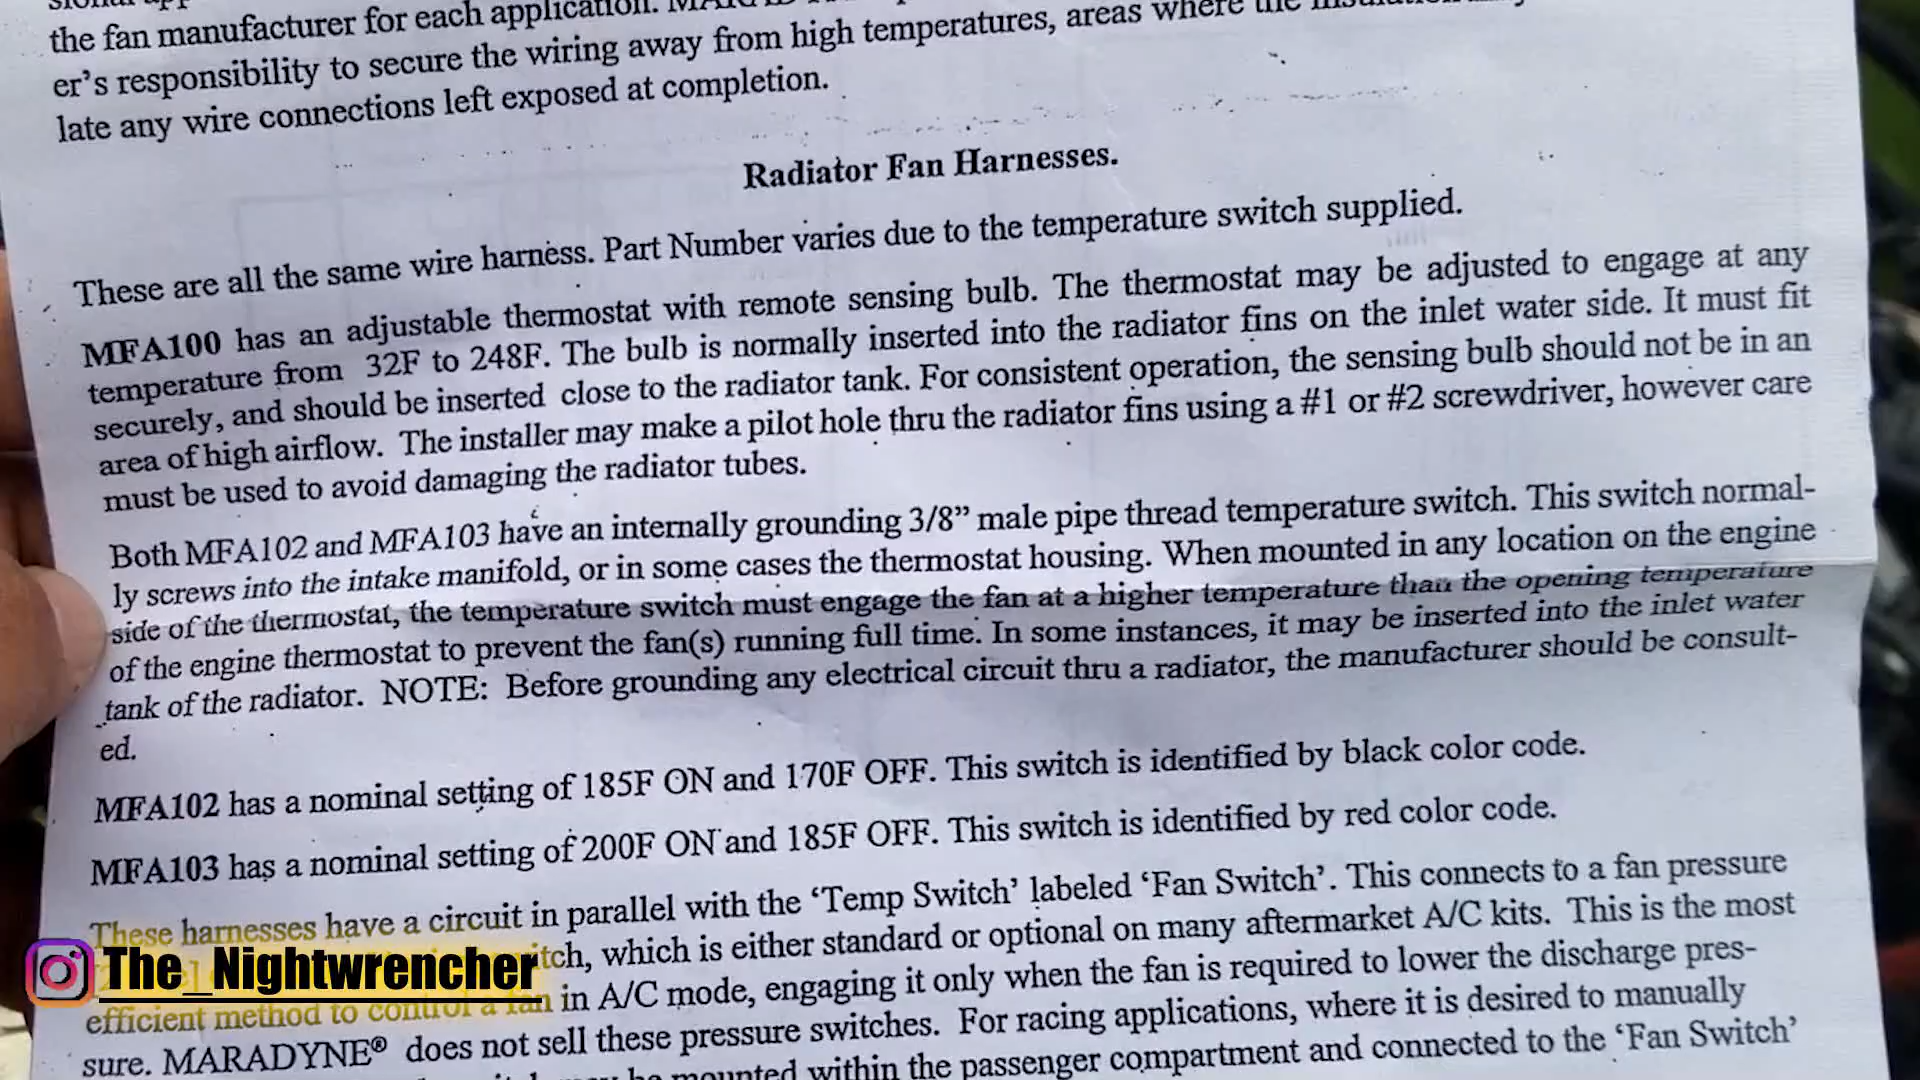 the fan manufacturer for each application.
er’s responsibility to secure the wiring away from high temperatures, areas where the
late any wire connections left exposed at completion.
Radiator Fan Harnesses.
These are all the same wire harness. Part Number varies due to the temperature switch supplied.
MFA100 has an adjustable thermostat with remote sensing bulb. The thermostat may be adjusted to engage at any
temperature from 32F to 248F. The bulb is normally inserted into the radiator fins on the inlet water side. It must fit
securely, and should be inserted close to the radiator tank. For consistent operation, the sensing bulb should not be in an
area of high airflow. The installer may make a pilot hole thru the radiator fins using a #1 or #2 screwdriver, however care
must be used to avoid damaging the radiator tubes.
Both MFA102 and MFA103 have an internally grounding 3/8” male pipe thread temperature switch. This switch normal-
ly screws into the intake manifold, or in some cases the thermostat housing. When mounted in any location on the engine
side of the thermostat, the temperature switch must engage the fan at a higher temperature than the opening temperature
of the engine thermostat to prevent the fan(s) running full time. In some instances, it may be inserted into the inlet water
tank of the radiator. NOTE: Before grounding any electrical circuit thru a radiator, the manufacturer should be consult-
ed.
MFA102 has a nominal setting of 185F ON and 170F OFF. This switch is identified by black color code.
MFA103 has a nominal setting of 200F ON and 185F OFF. This switch is identified by red color code.
These harnesses have a circuit in parallel with the ‘Temp Switch’ labeled ‘Fan Switch’. This connects to a fan pressure
The_Nightwrencher
which is either standard or optional on many aftermarket A/C kits. This is the most
efficient method to control a fan in A/C mode, engaging it only when the fan is required to lower the discharge pres-
sure. MARADYNE® does not sell these pressure switches. For racing applications, where it is desired to manually
mounted within the passenger compartment and connected to the ‘Fan Switch’